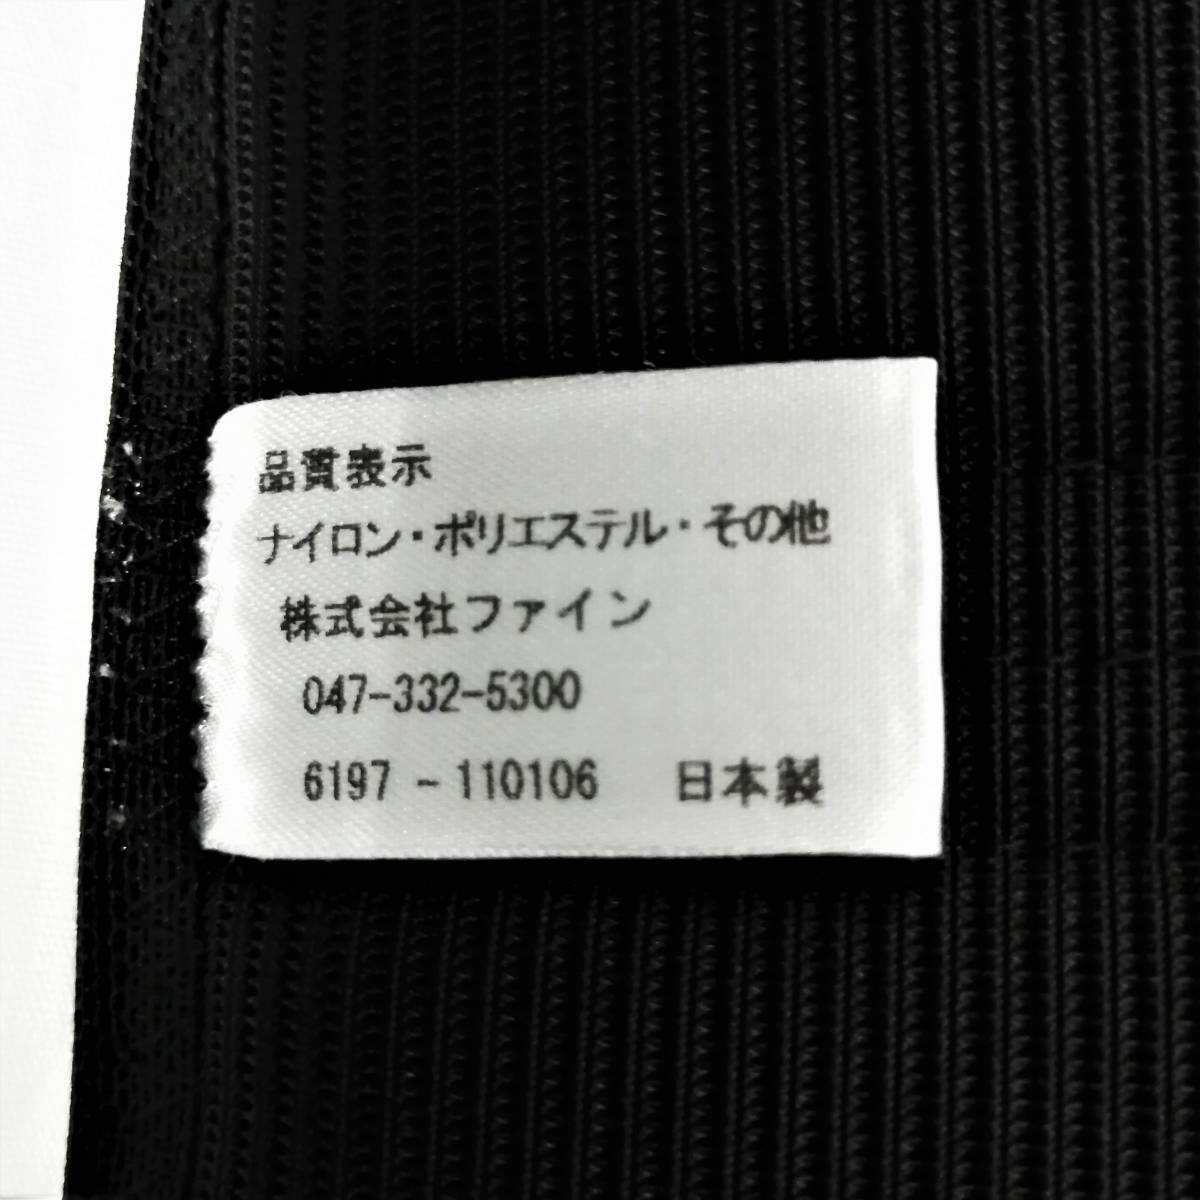 品質表示
ナイロン・ポリエステル・その他
株式会社ファイン
047-332-5300
6197 - 110106 日本製